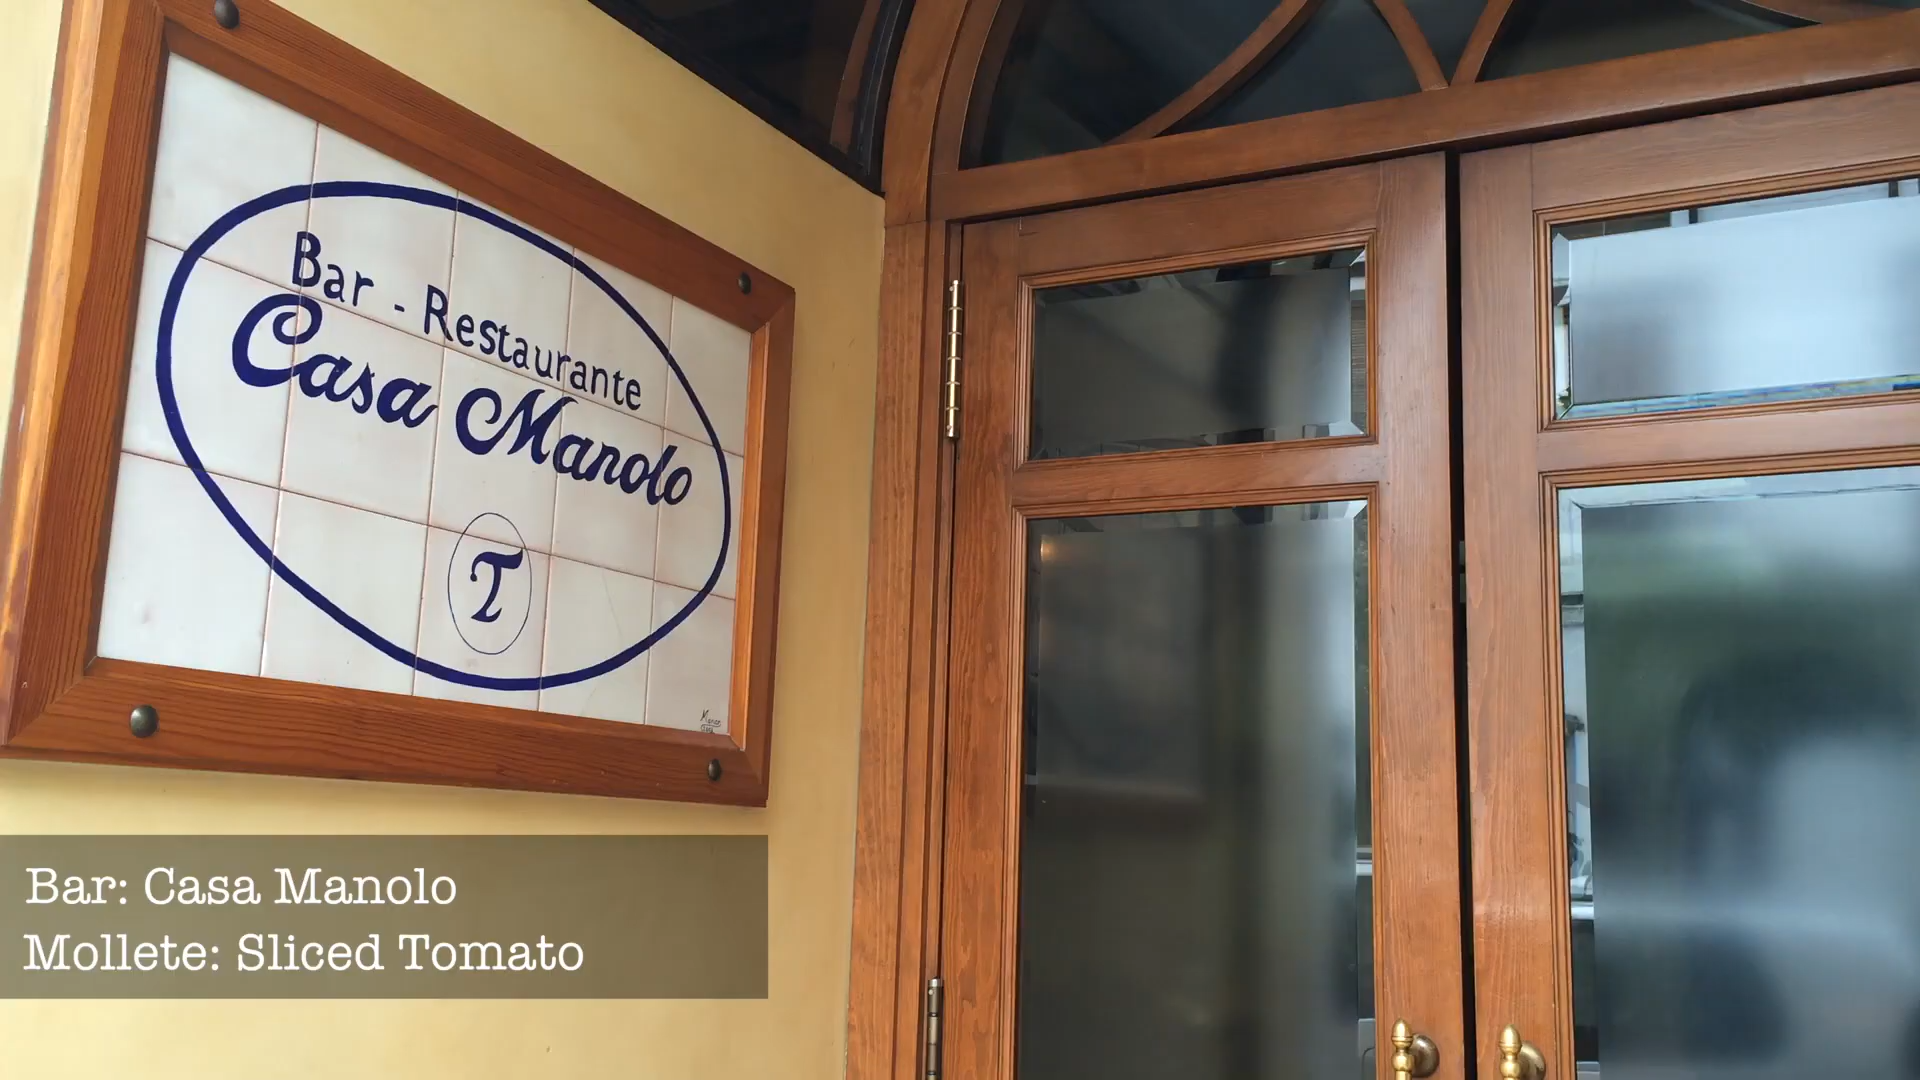 Bar - Restaurante
Casa Manolo
T
Bar: Casa Manolo
Mollete: Sliced Tomato